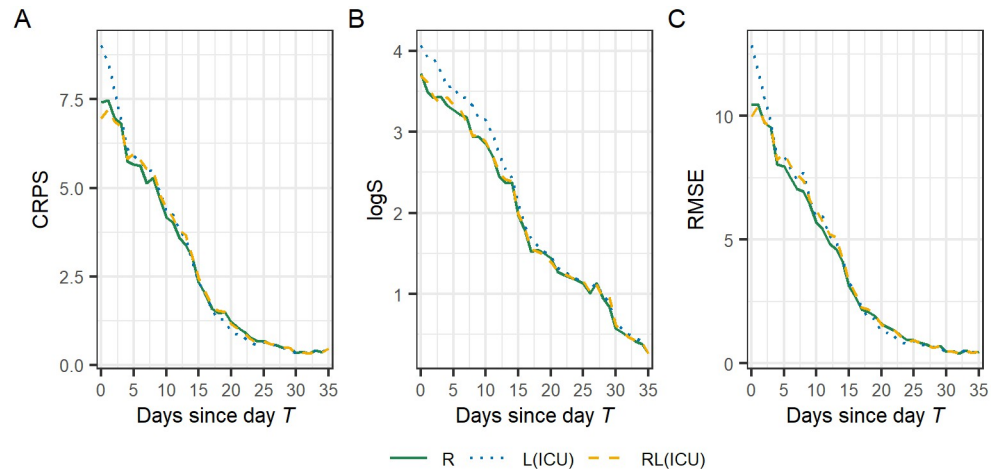 A
B
C
CRPS
7.5
5.0
2.5
0.0
0 5 10 15 20 25 30 35
Days since day T
logS
4
3
2
1
0 5 10 15 20 25 30 35
Days since day T
RMSE
10
5
0
0 5 10 15 20 25 30 35
Days since day T
R L(ICU) RL(ICU)